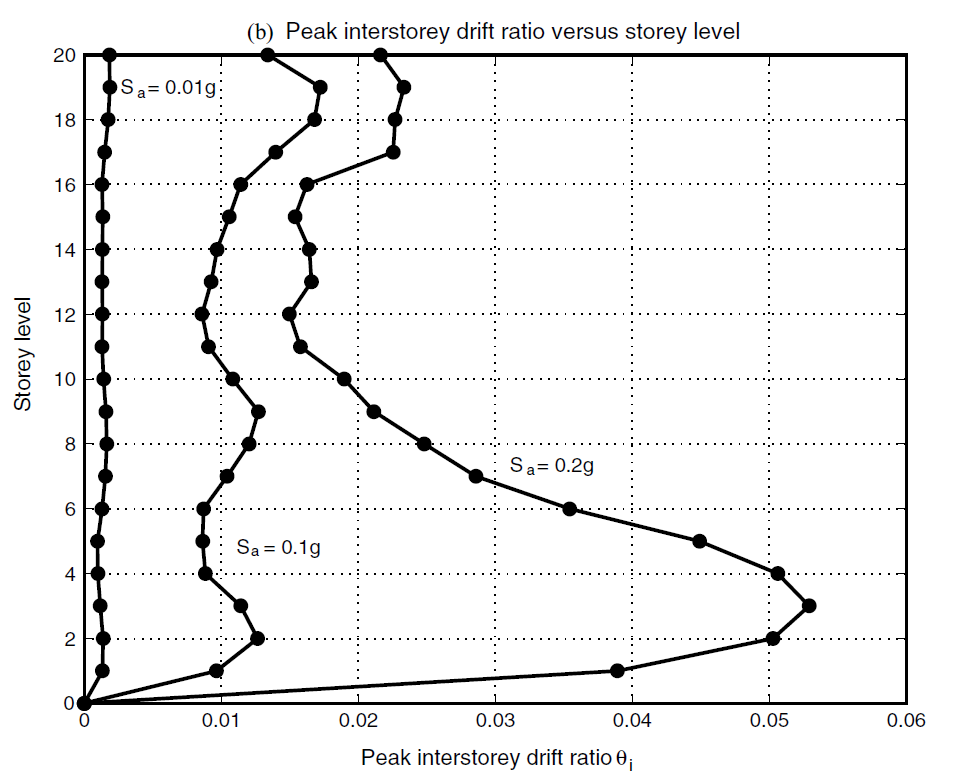 (b) Peak interstorey drift ratio versus storey level
20
18
16
14
12
10
8
6
4
2
0
Storey level
Sa = 0.01g
Sa = 0.2g
Sa = 0.1g
0 0.01 0.02 0.03 0.04 0.05 0.06
Peak interstorey drift ratio θi